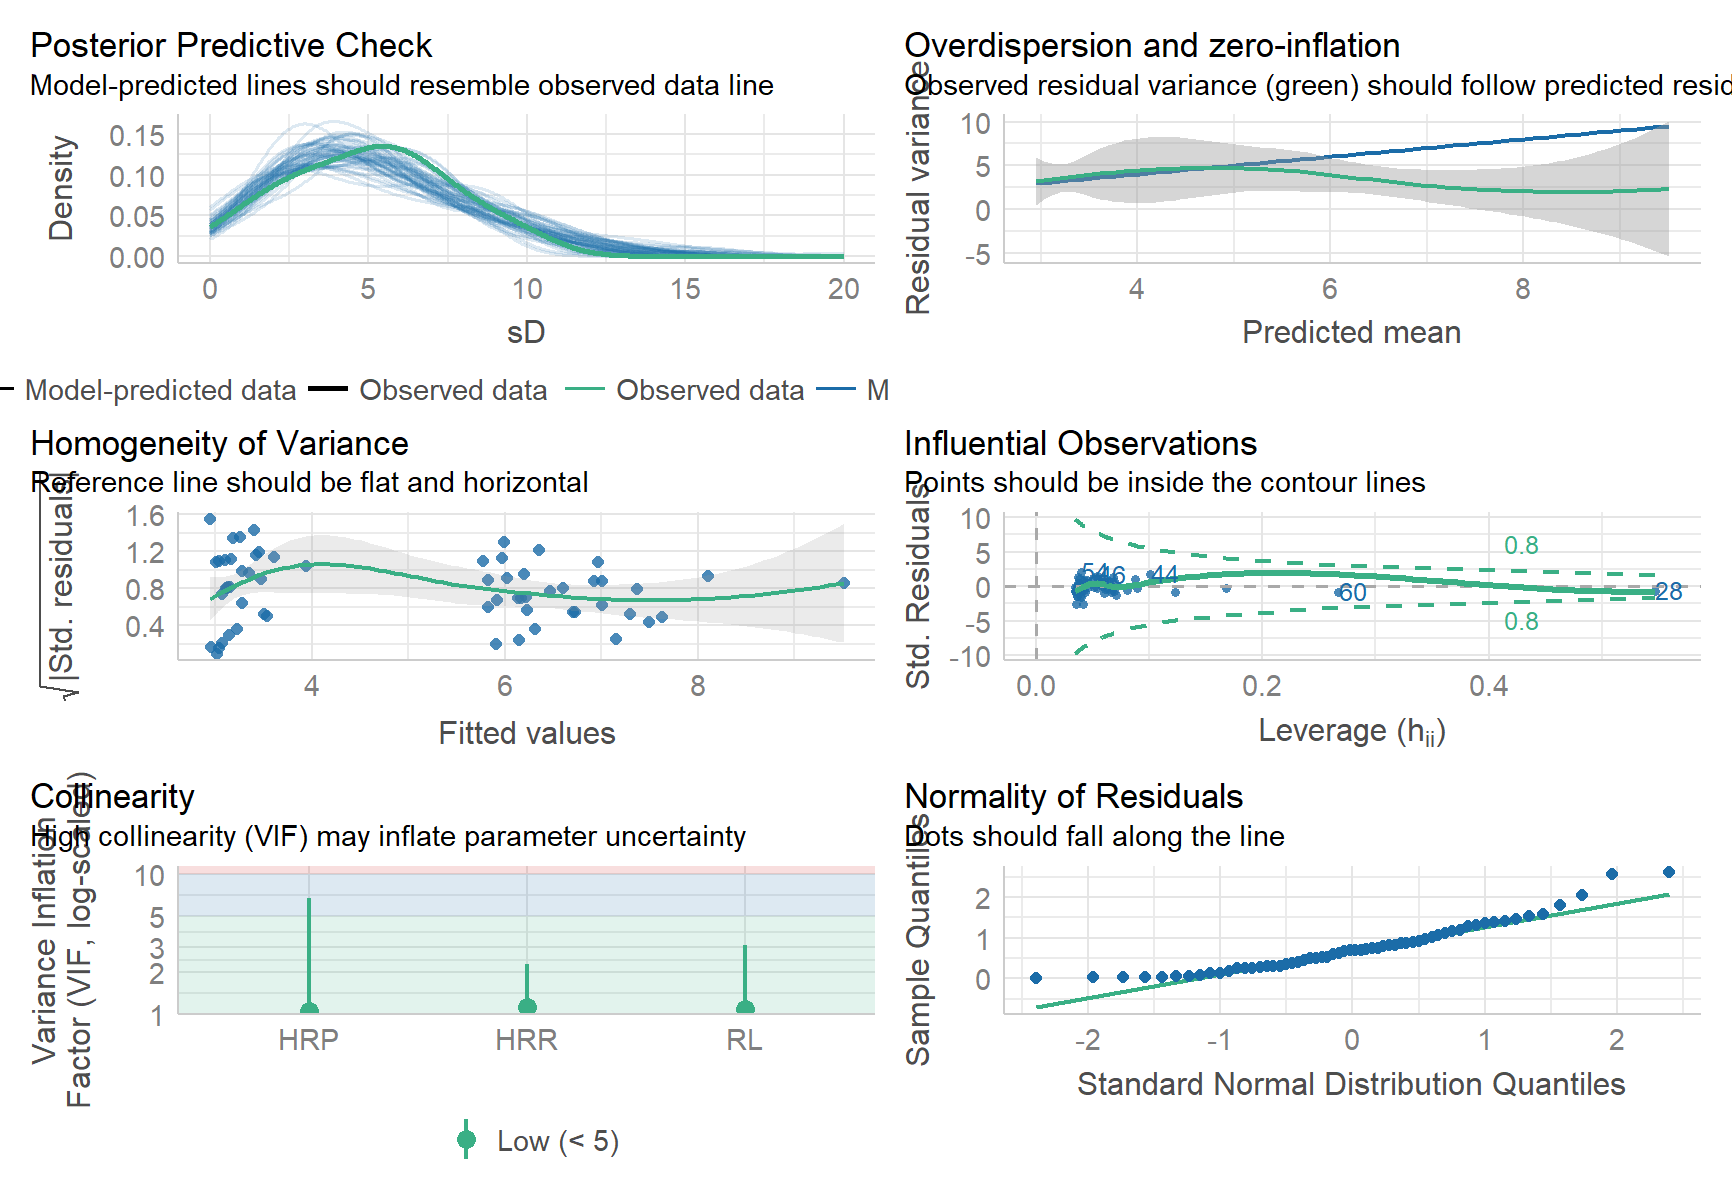 Posterior Predictive Check
Model-predicted lines should resemble observed data line
Density
0.15
0.10
0.05
0.00
0 5 10 15 20
sD
Model-predicted data Observed data Observed data M
Overdispersion and zero-inflation
Observed residual variance (green) should follow predicted resid
Residual variance
10
5
0
-5
4 6 8
Predicted mean
Homogeneity of Variance
Reference line should be flat and horizontal
√|Std. residuals|
1.6
1.2
0.8
0.4
4 6 8
Fitted values
Influential Observations
Points should be inside the contour lines
Std. Residuals
10
5
0
-5
-10
0.8
54 46 44
60 28
0.8
0.0 0.2 0.4
Leverage (hii)
Collinearity
High collinearity (VIF) may inflate parameter uncertainty
Variance Inflation
Factor (VIF, log-scaled)
10
5
3
2
1
HRP HRR RL
Low (< 5)
Normality of Residuals
Dots should fall along the line
Sample Quantiles
2
1
0
-2 -1 0 1 2
Standard Normal Distribution Quantiles